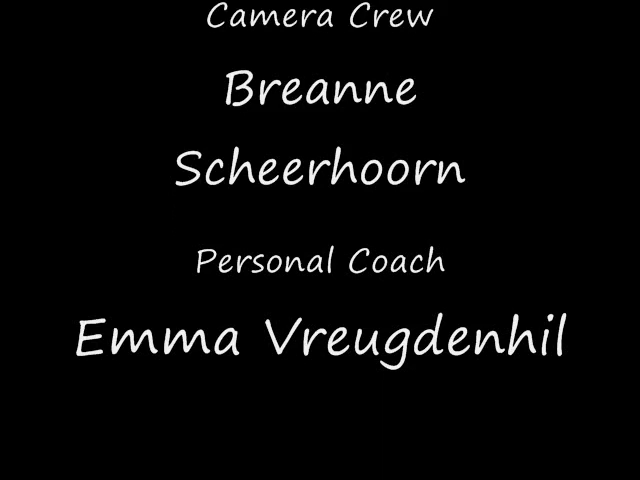 Camera Crew
Breanne
Scheerhoorn
Personal Coach
Emma Vreugdenhil